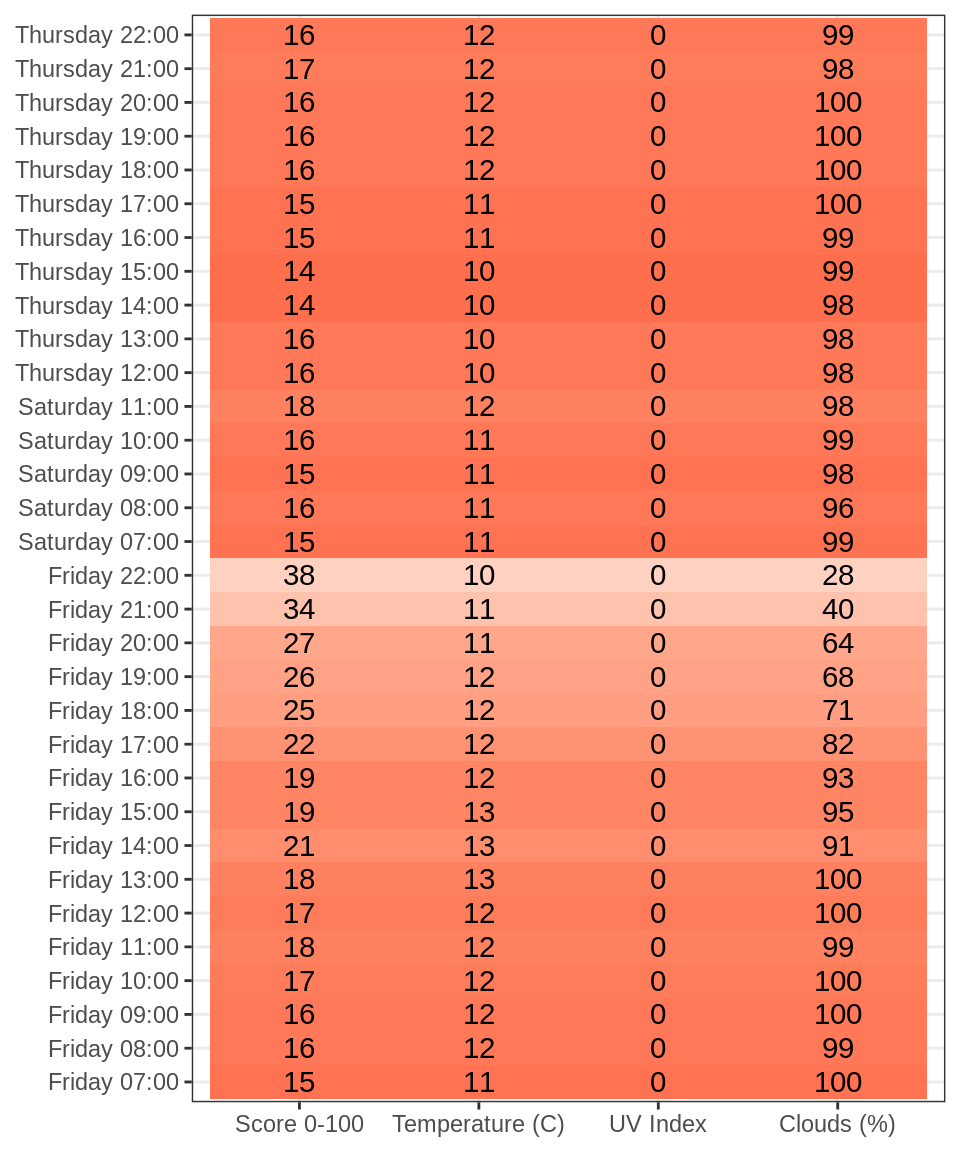 Thursday 22:00 16 12 0 99
Thursday 21:00 17 12 0 98
Thursday 20:00 16 12 0 100
Thursday 19:00 16 12 0 100
Thursday 18:00 16 12 0 100
Thursday 17:00 15 11 0 100
Thursday 16:00 15 11 0 99
Thursday 15:00 14 10 0 99
Thursday 14:00 14 10 0 98
Thursday 13:00 16 10 0 98
Thursday 12:00 16 10 0 98
Saturday 11:00 18 12 0 98
Saturday 10:00 16 11 0 99
Saturday 09:00 15 11 0 98
Saturday 08:00 16 11 0 96
Saturday 07:00 15 11 0 99
Friday 22:00 38 10 0 28
Friday 21:00 34 11 0 40
Friday 20:00 27 11 0 64
Friday 19:00 26 12 0 68
Friday 18:00 25 12 0 71
Friday 17:00 22 12 0 82
Friday 16:00 19 12 0 93
Friday 15:00 19 13 0 95
Friday 14:00 21 13 0 91
Friday 13:00 18 13 0 100
Friday 12:00 17 12 0 100
Friday 11:00 18 12 0 99
Friday 10:00 17 12 0 100
Friday 09:00 16 12 0 100
Friday 08:00 16 12 0 99
Friday 07:00 15 11 0 100
Score 0-100 Temperature (C) UV Index Clouds (%)